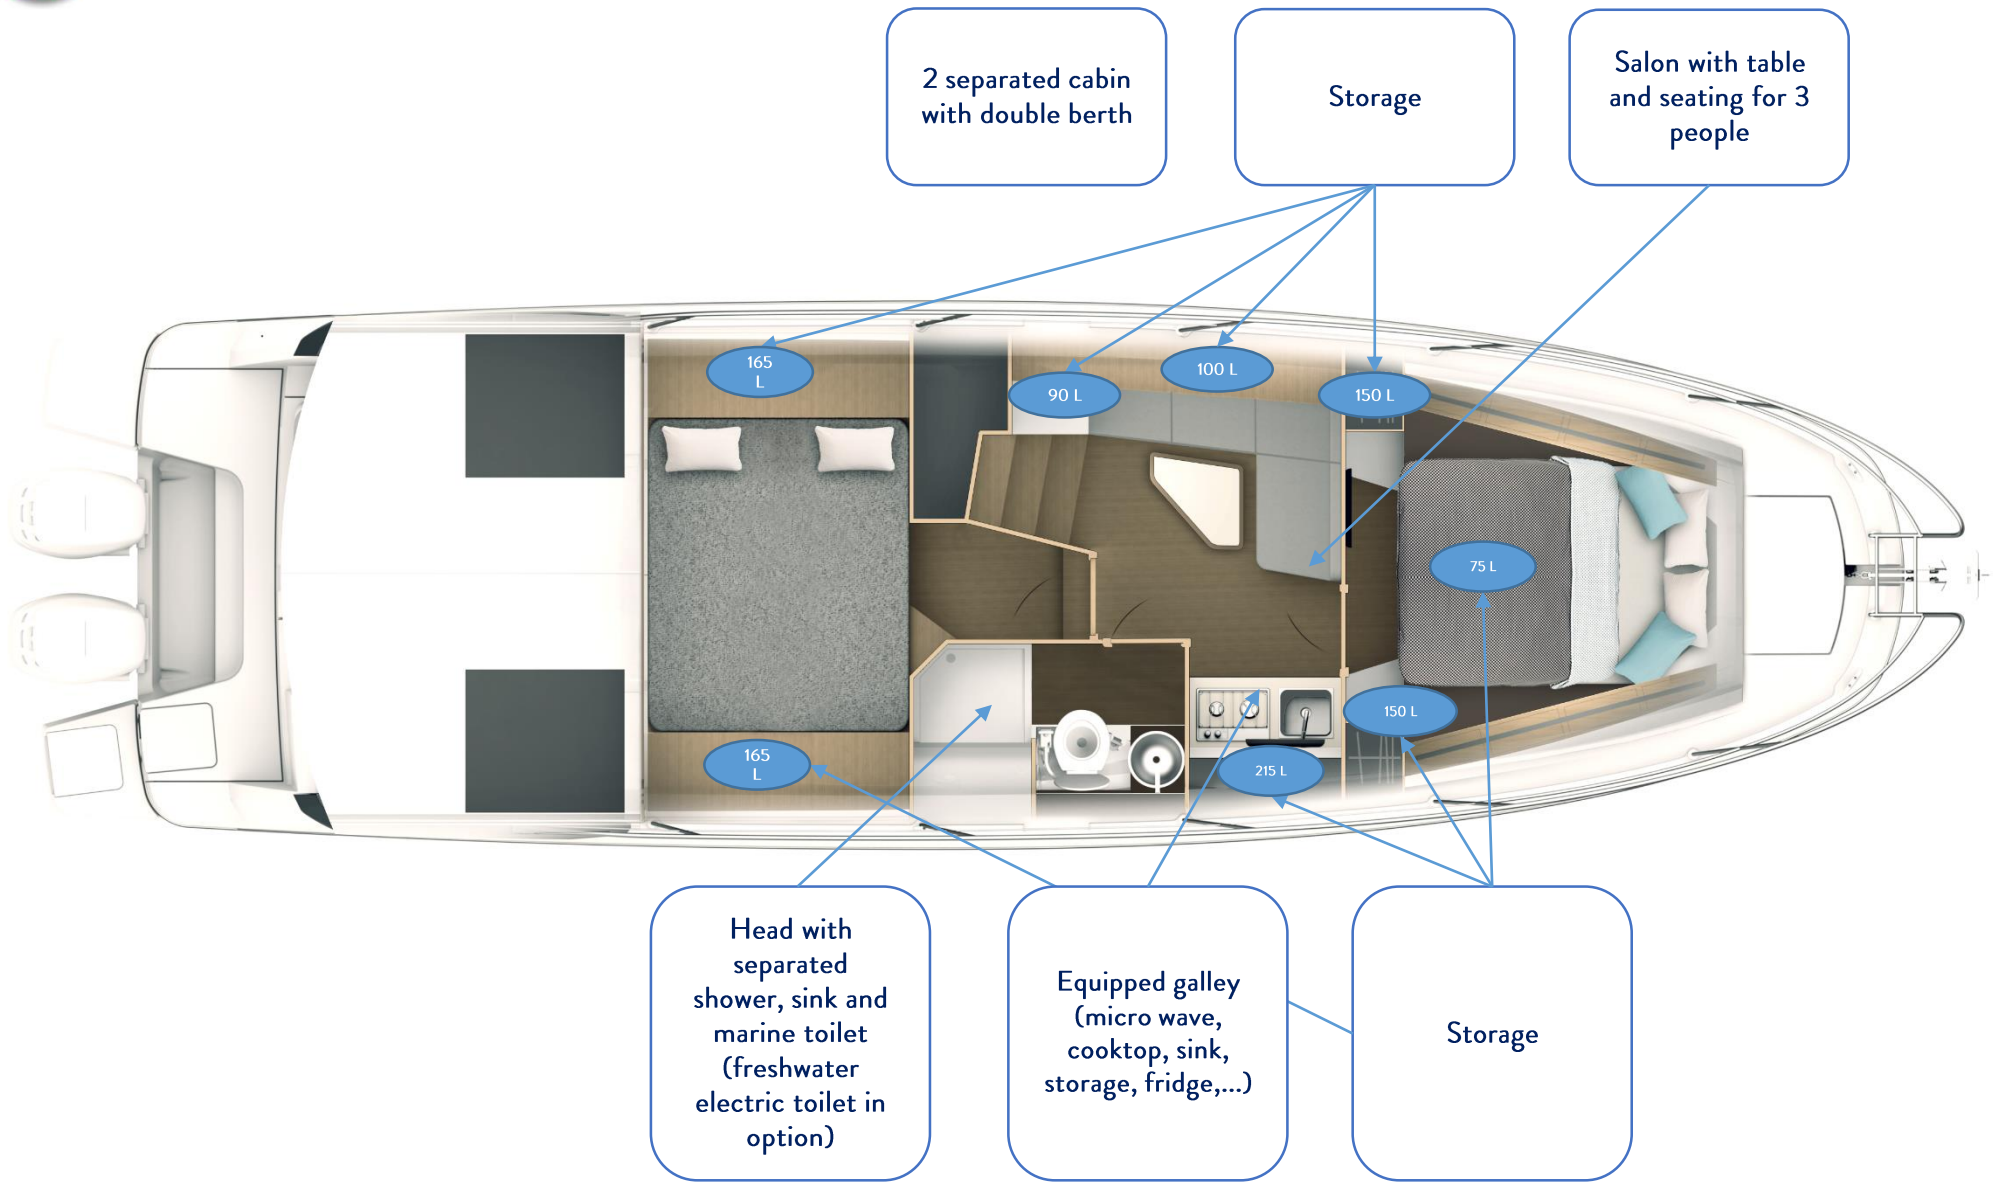 2 separated cabin
with double berth
Storage
Salon with table
and seating for 3
people
165
L
90 L
100 L
150 L
75 L
165
L
215 L
150 L
Head with
separated
shower, sink and
marine toilet
(freshwater
electric toilet in
option)
Equipped galley
(micro wave,
cooktop, sink,
storage, fridge,...)
Storage